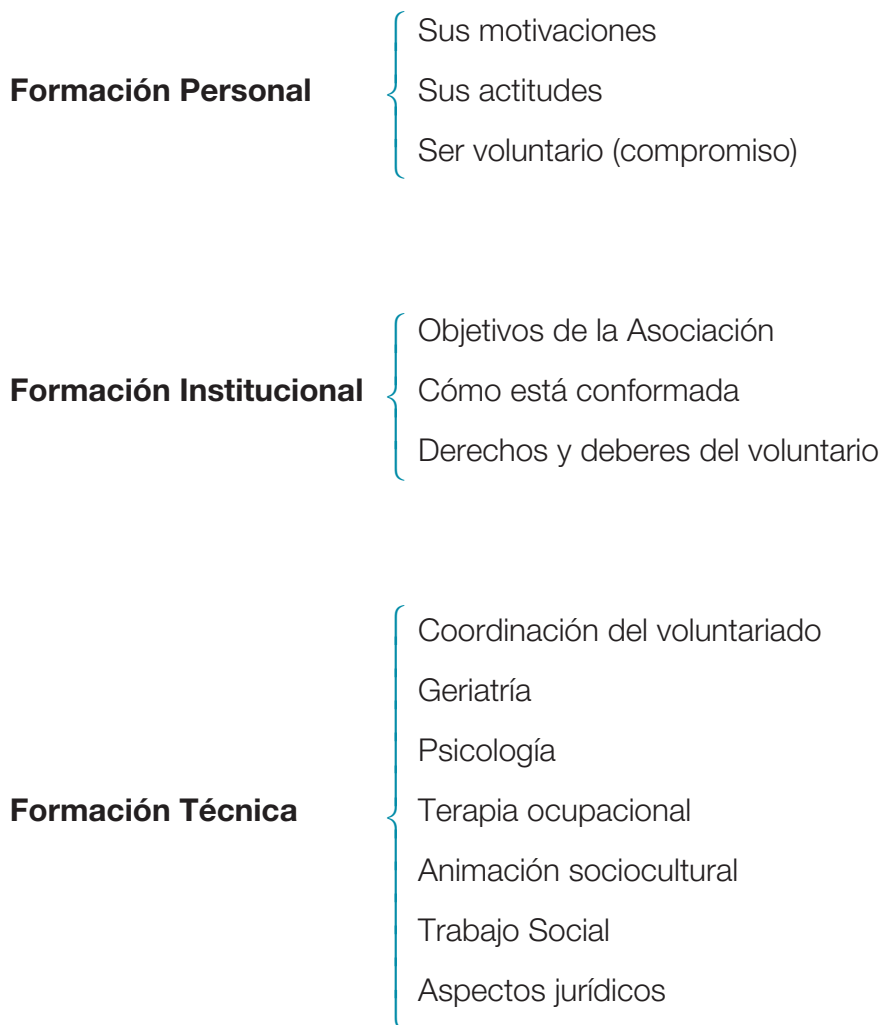 Formación Personal
Sus motivaciones
Sus actitudes
Ser voluntario (compromiso)
Formación Institucional
Objetivos de la Asociación
Cómo está conformada
Derechos y deberes del voluntario
Formación Técnica
Coordinación del voluntariado
Geriatría
Psicología
Terapia ocupacional
Animación sociocultural
Trabajo Social
Aspectos jurídicos